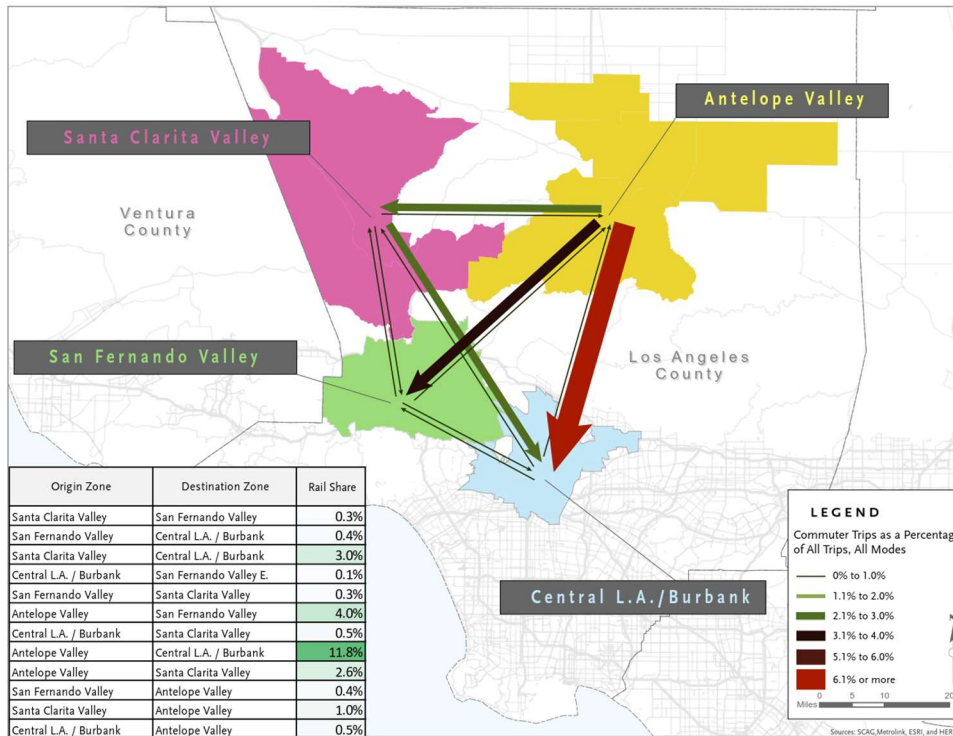 Antelope Valley
Santa Clarita Valley
Ventura
County
San Fernando Valley
Los Angeles
County
Origin Zone Destination Zone Rail Share
Santa Clarita Valley San Fernando Valley 0.3%
San Fernando Valley Central L.A. / Burbank 0.4%
Santa Clarita Valley Central L.A. / Burbank 3.0%
Central L.A. / Burbank San Fernando Valley E. 0.1%
San Fernando Valley Santa Clarita Valley 0.3%
Antelope Valley San Fernando Valley 4.0%
Central L.A. / Burbank Santa Clarita Valley 0.5%
Antelope Valley Central L.A. / Burbank 11.8%
Antelope Valley Santa Clarita Valley 2.6%
San Fernando Valley Antelope Valley 0.4%
Santa Clarita Valley Antelope Valley 1.0%
Central L.A. / Burbank Antelope Valley 0.5%
Central L.A./Burbank
LEGEND
Commuter Trips as a Percentag
of All Trips, All Modes
0% to 1.0%
1.1% to 2.0%
2.1% to 3.0%
3.1% to 4.0%
5.1% to 6.0%
6.1% or more
0 5 10 20
Miles
Sources: SCAG,Metrolink, ESRI, and HER